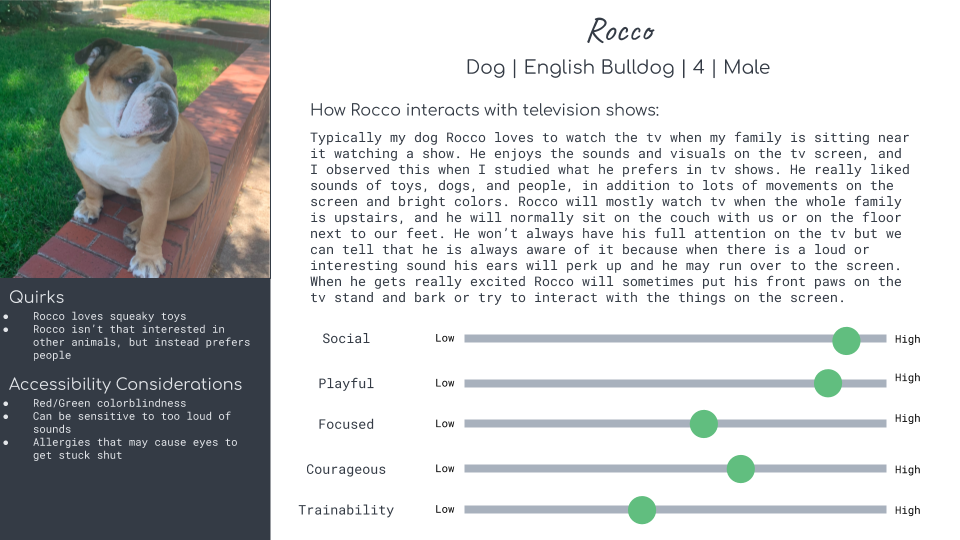 Rocco
Dog | English Bulldog | 4 | Male
How Rocco interacts with television shows:
Typically my dog Rocco loves to watch the tv when my family is sitting near
it watching a show. He enjoys the sounds and visuals on the tv screen, and
I observed this when I studied what he prefers in tv shows. He really liked
sounds of toys, dogs, and people, in addition to lots of movements on the
screen and bright colors. Rocco will mostly watch tv when the whole family
is upstairs, and he will normally sit on the couch with us or on the floor
next to our feet. He won’t always have his full attention on the tv but we
can tell that he is always aware of it because when there is a loud or
interesting sound his ears will perk up and he may run over to the screen.
When he gets really excited Rocco will sometimes put his front paws on the
tv stand and bark or try to interact with the things on the screen.
Quirks
● Rocco loves squeaky toys
● Rocco isn’t that interested in
other animals, but instead prefers
people
Accessibility Considerations
● Red/Green colorblindness
● Can be sensitive to too loud of
sounds
● Allergies that may cause eyes to
get stuck shut
Social Low High
Playful Low High
Focused Low High
Courageous Low High
Trainability Low High